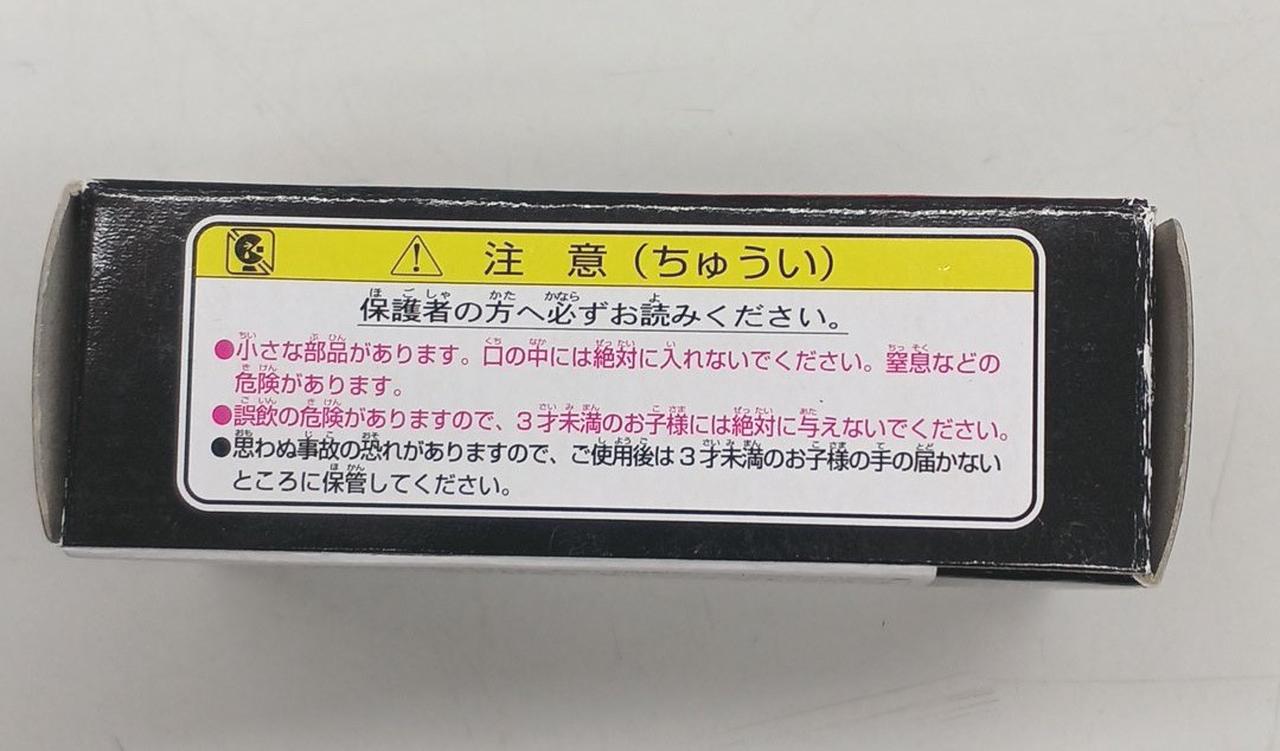 注 意（ちゅうい）
保護者の方へ必ずお読みください。
●小さな部品があります。口の中には絶対に入れないでください。窒息などの
危険があります。
●誤飲の危険がありますので、3才未満のお子様には絶対に与えないでください。
●思わぬ事故の恐れがありますので、ご使用後は3才未満のお子様の手の届かない
ところに保管してください。